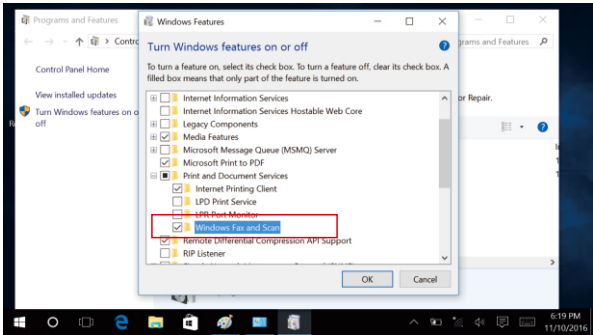 Programs and Features
Windows Features
Contro
rams and Features
Turn Windows features on or off
Control Panel Home
To turn a feature on, select its check box. To turn a feature off, clear its check box. A
filled box means that only part of the feature is turned on.
View installed updates
Turn Windows features on o
off
or Repair.
Internet Information Services
Internet Information Services Hostable Web Core
Legacy Components
Media Features
Microsoft Message Queue (MSMQ) Server
Microsoft Print to PDF
Print and Document Services
Internet Printing Client
LPD Print Service
LPR Port Monitor
Windows Fax and Scan
Remote Differential Compression API Support
RIP Listener
OK
Cancel
6:19 PM
11/10/2016